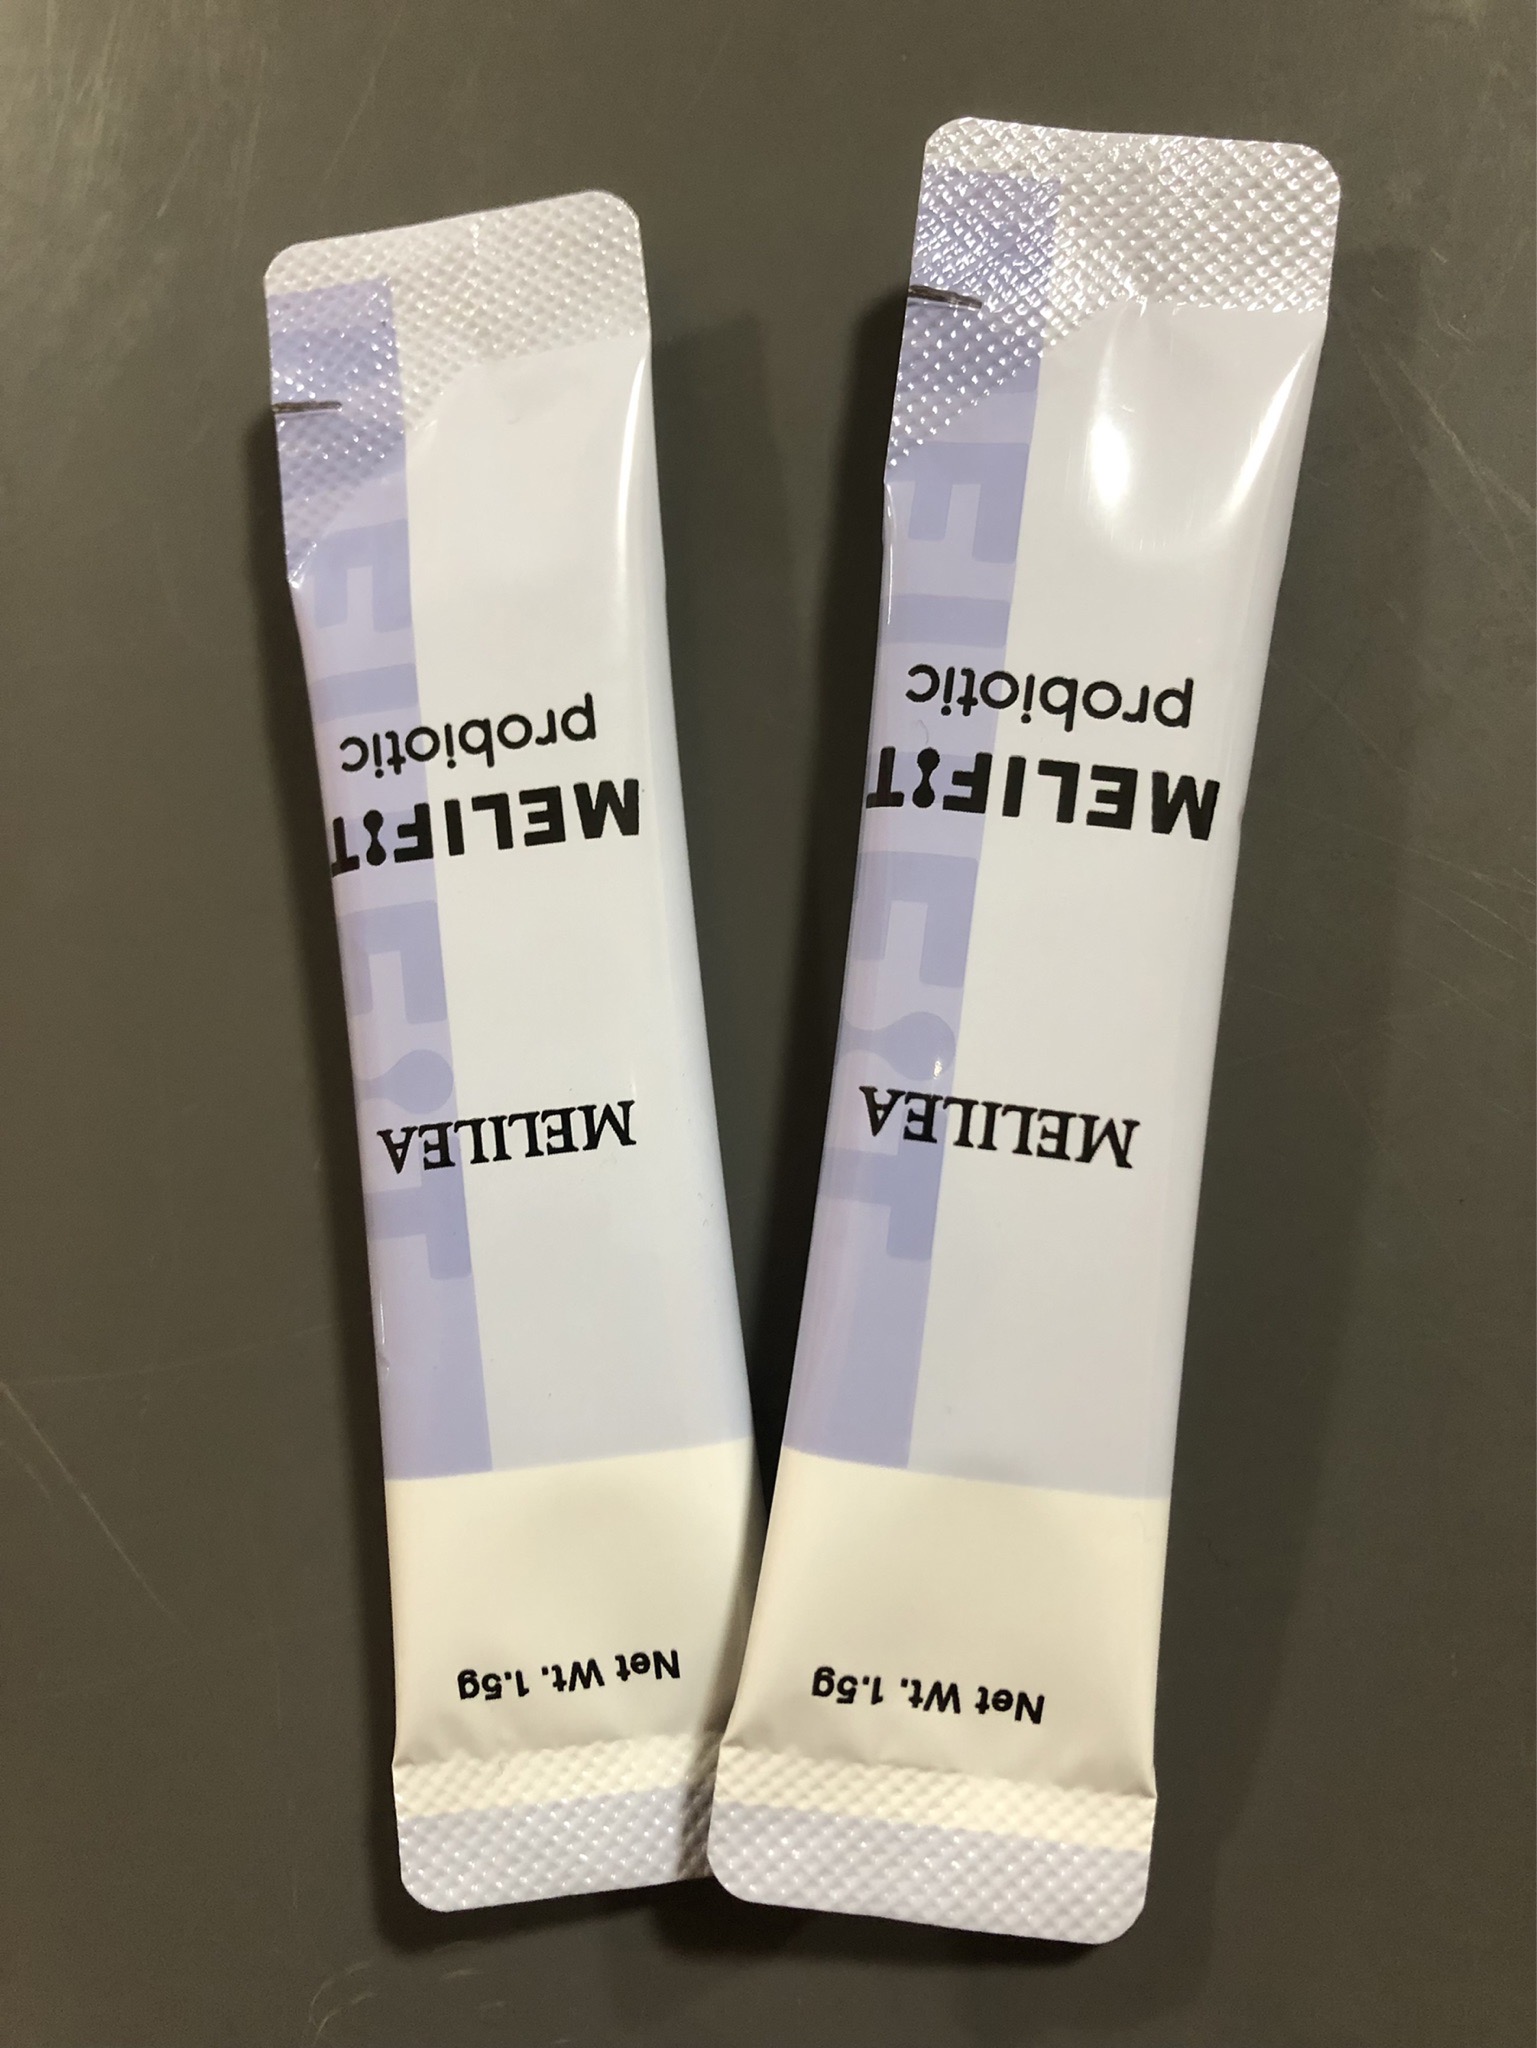 MELIFIT
probiotic
MELILEA
Net Wt. 1.5g
MELIFIT
probiotic
MELILEA
Net Wt. 1.5g